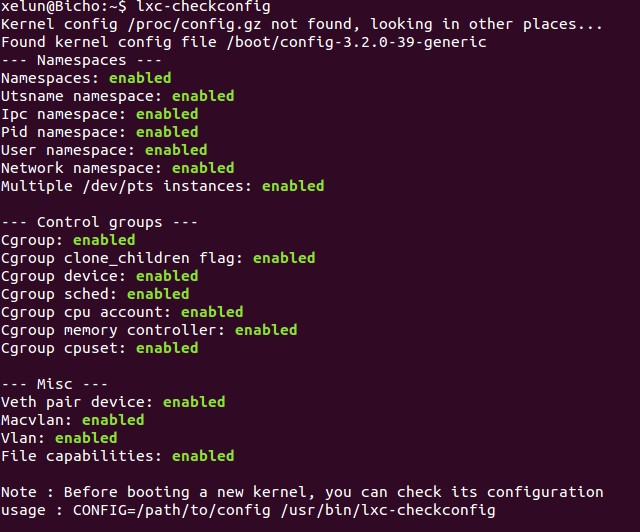 xelun@Bicho:~$ lxc-checkconfig
Kernel config /proc/config.gz not found, looking in other places...
Found kernel config file /boot/config-3.2.0-39-generic
--- Namespaces ---
Namespaces: enabled
Utsname namespace: enabled
Ipc namespace: enabled
Pid namespace: enabled
User namespace: enabled
Network namespace: enabled
Multiple /dev/pts instances: enabled

--- Control groups ---
Cgroup: enabled
Cgroup clone_children flag: enabled
Cgroup device: enabled
Cgroup sched: enabled
Cgroup cpu account: enabled
Cgroup memory controller: enabled
Cgroup cpuset: enabled

--- Misc ---
Veth pair device: enabled
Macvlan: enabled
Vlan: enabled
File capabilities: enabled

Note : Before booting a new kernel, you can check its configuration
usage : CONFIG=/path/to/config /usr/bin/lxc-checkconfig